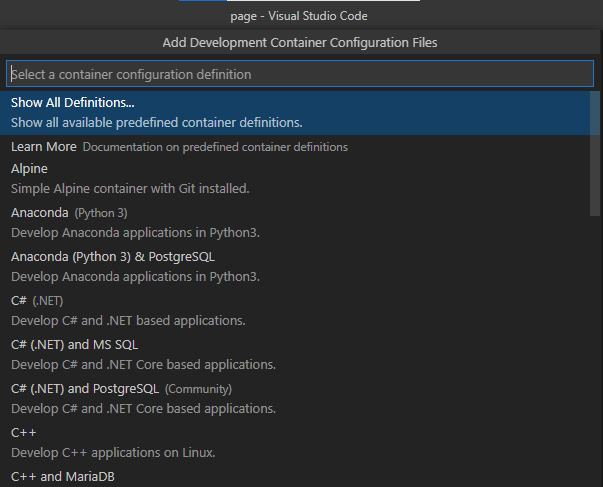 page - Visual Studio Code
Add Development Container Configuration Files
Select a container configuration definition
Show All Definitions...
Show all available predefined container definitions.
Learn More Documentation on predefined container definitions
Alpine
Simple Alpine container with Git installed.
Anaconda (Python 3)
Develop Anaconda applications in Python3.
Anaconda (Python 3) & PostgreSQL
Develop Anaconda applications in Python3.
C# (.NET)
Develop C# and .NET based applications.
C# (.NET) and MS SQL
Develop C# and .NET Core based applications.
C# (.NET) and PostgreSQL (Community)
Develop C# and .NET Core based applications.
C++
Develop C++ applications on Linux.
C++ and MariaDB